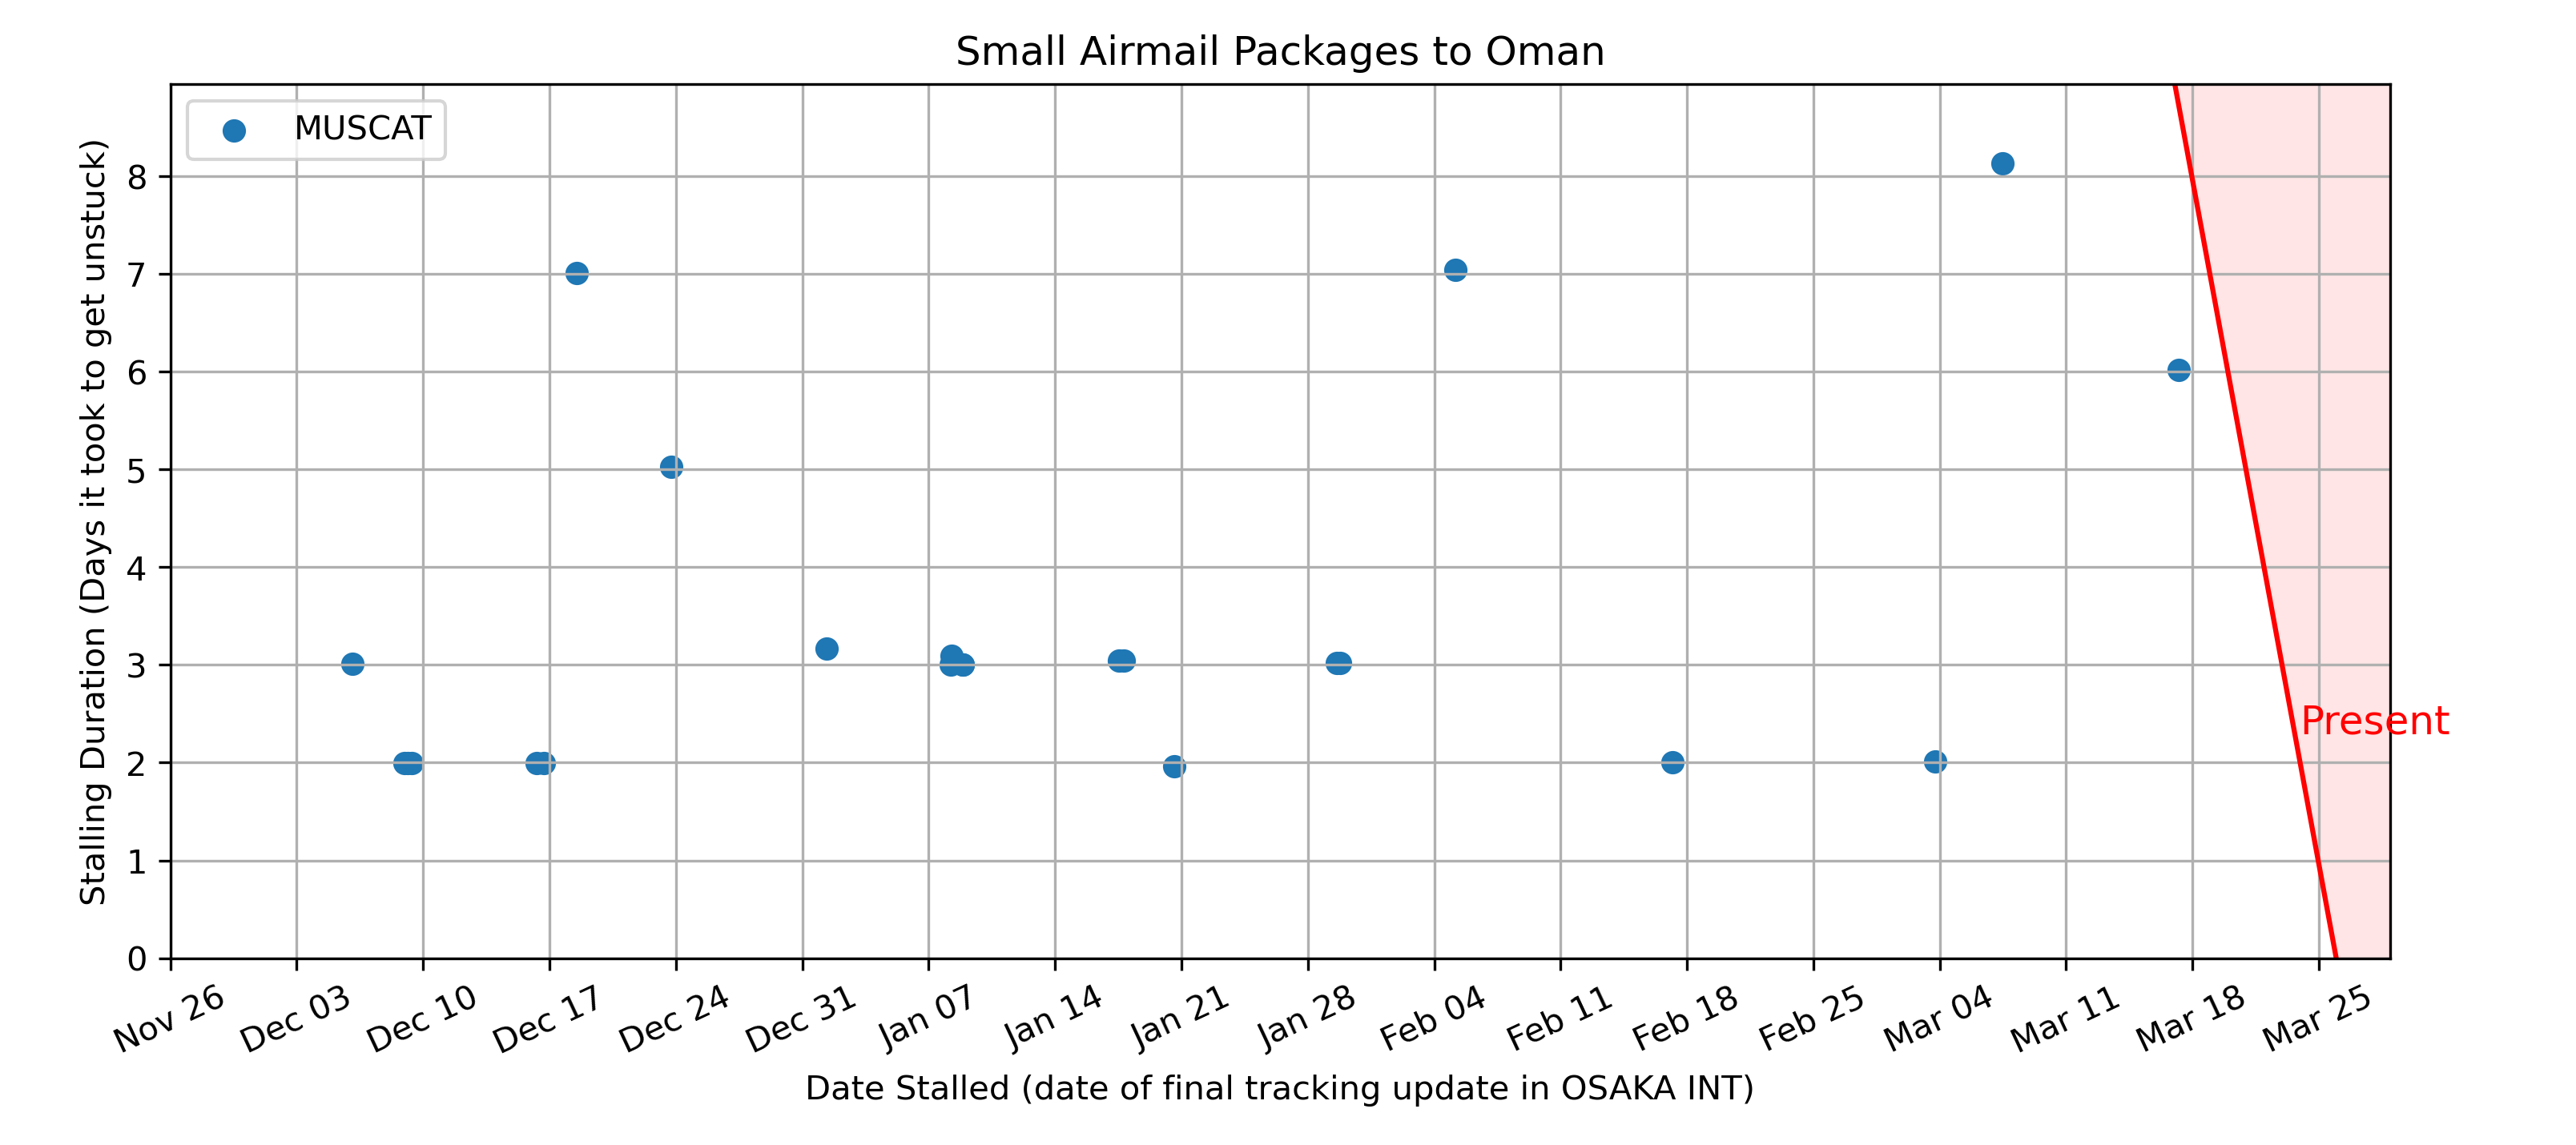 Small Airmail Packages to Oman
MUSCAT
Stalling Duration (Days it took to get unstuck)
8
7
6
5
4
3
2
1
0
Present
Nov 26 Dec 03 Dec 10 Dec 17 Dec 24 Dec 31 Jan 07 Jan 14 Jan 21 Jan 28 Feb 04 Feb 11 Feb 18 Feb 25 Mar 04 Mar 11 Mar 18 Mar 25
Date Stalled (date of final tracking update in OSAKA INT)